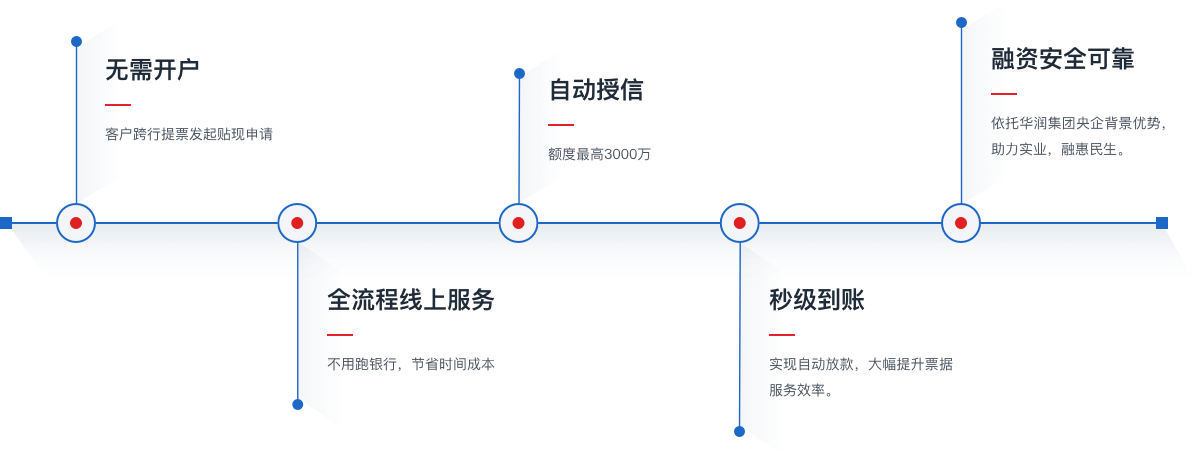 无需开户
客户跨行提票发起贴现申请
全流程线上服务
不用跑银行，节省时间成本
自动授信
额度最高3000万
秒级到账
实现自动放款，大幅提升票据
服务效率。
融资安全可靠
依托华润集团央企背景优势，
助力实业，融惠民生。